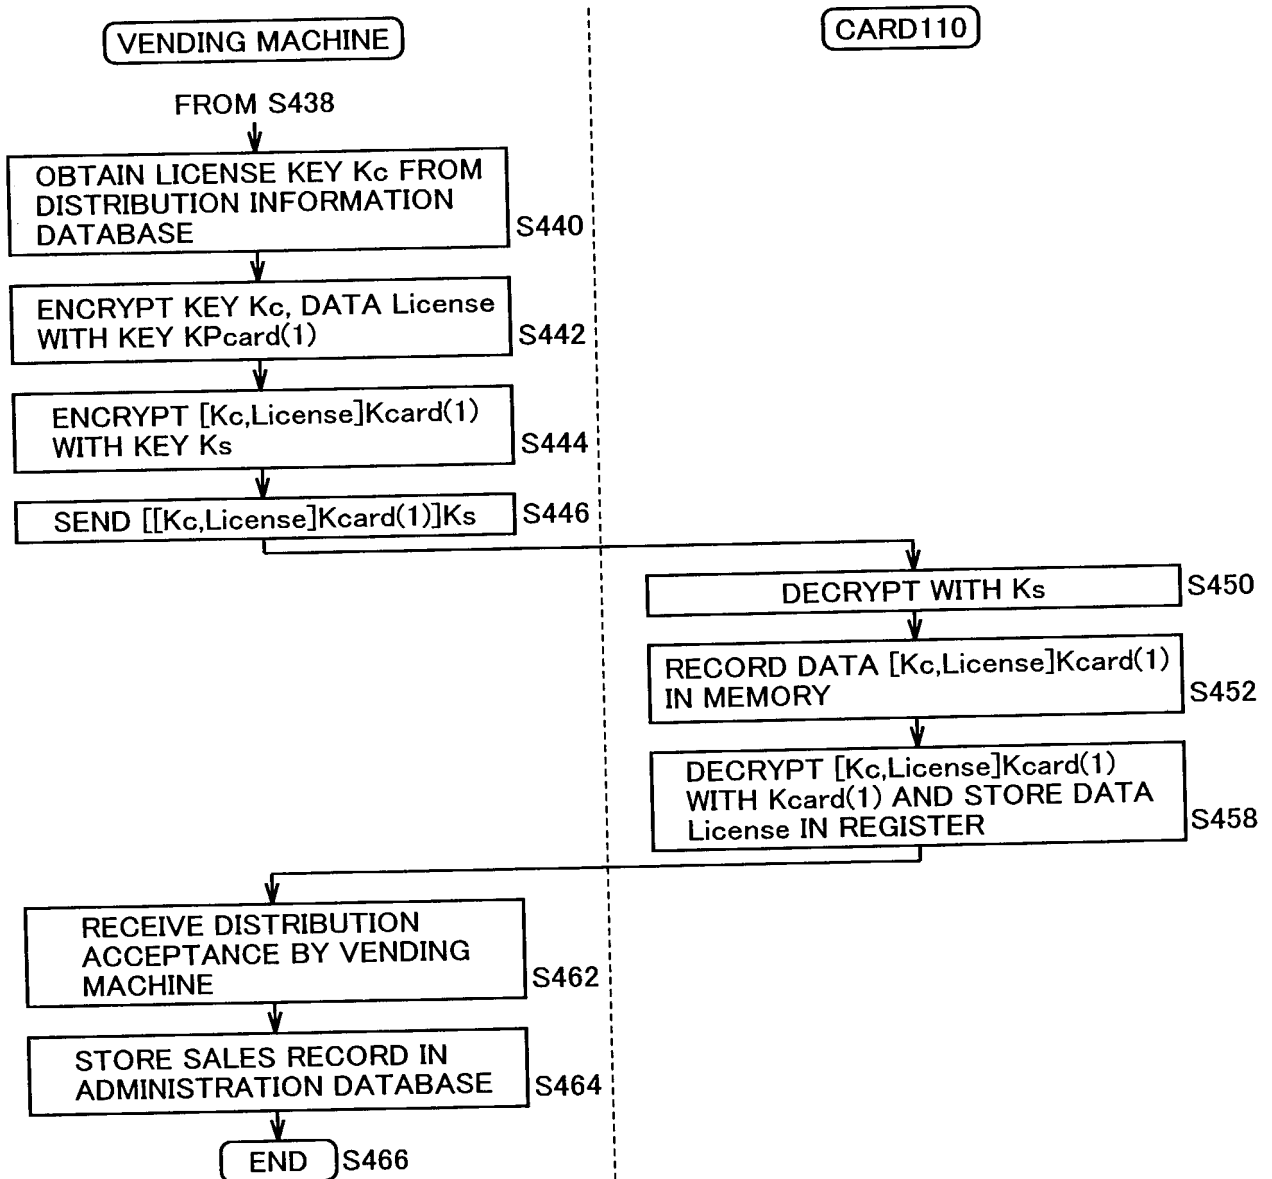 VENDING MACHINE
CARD110
FROM S438
OBTAIN LICENSE KEY Kc FROM
DISTRIBUTION INFORMATION
DATABASE
S440
ENCRYPT KEY Kc, DATA License
WITH KEY KPcard(1)
S442
ENCRYPT [Kc,License]Kcard(1)
WITH KEY Ks
S444
SEND [[Kc,License]Kcard(1)]Ks
S446
DECRYPT WITH Ks
S450
RECORD DATA [Kc,License]Kcard(1)
IN MEMORY
S452
DECRYPT [Kc,License]Kcard(1)
WITH Kcard(1) AND STORE DATA
License IN REGISTER
S458
RECEIVE DISTRIBUTION
ACCEPTANCE BY VENDING
MACHINE
S462
STORE SALES RECORD IN
ADMINISTRATION DATABASE
S464
END
S466